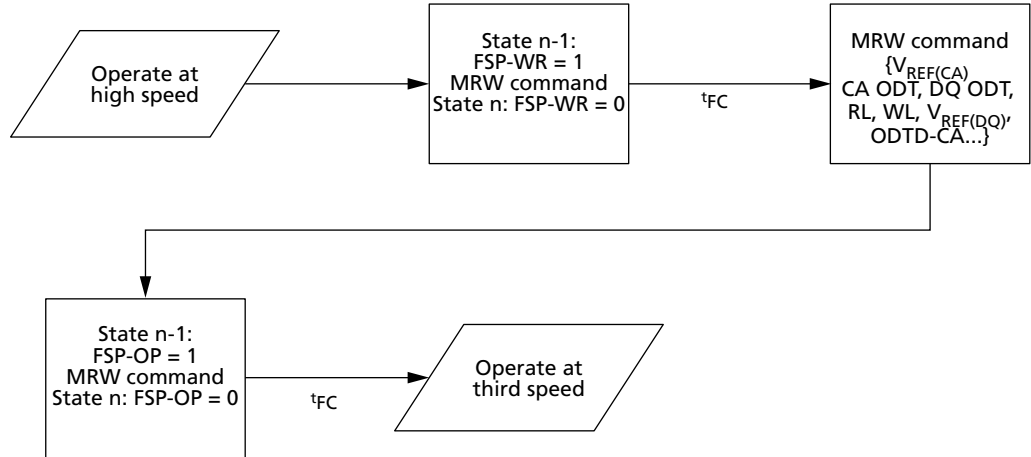 Operate at
high speed
State n-1:
FSP-WR = 1
MRW command
State n: FSP-WR = 0
tFC
MRW command
{VREF(CA)
CA ODT, DQ ODT,
RL, WL, VREF(DQ),
ODTD-CA...}
State n-1:
FSP-OP = 1
MRW command
State n: FSP-OP = 0
tFC
Operate at
third speed